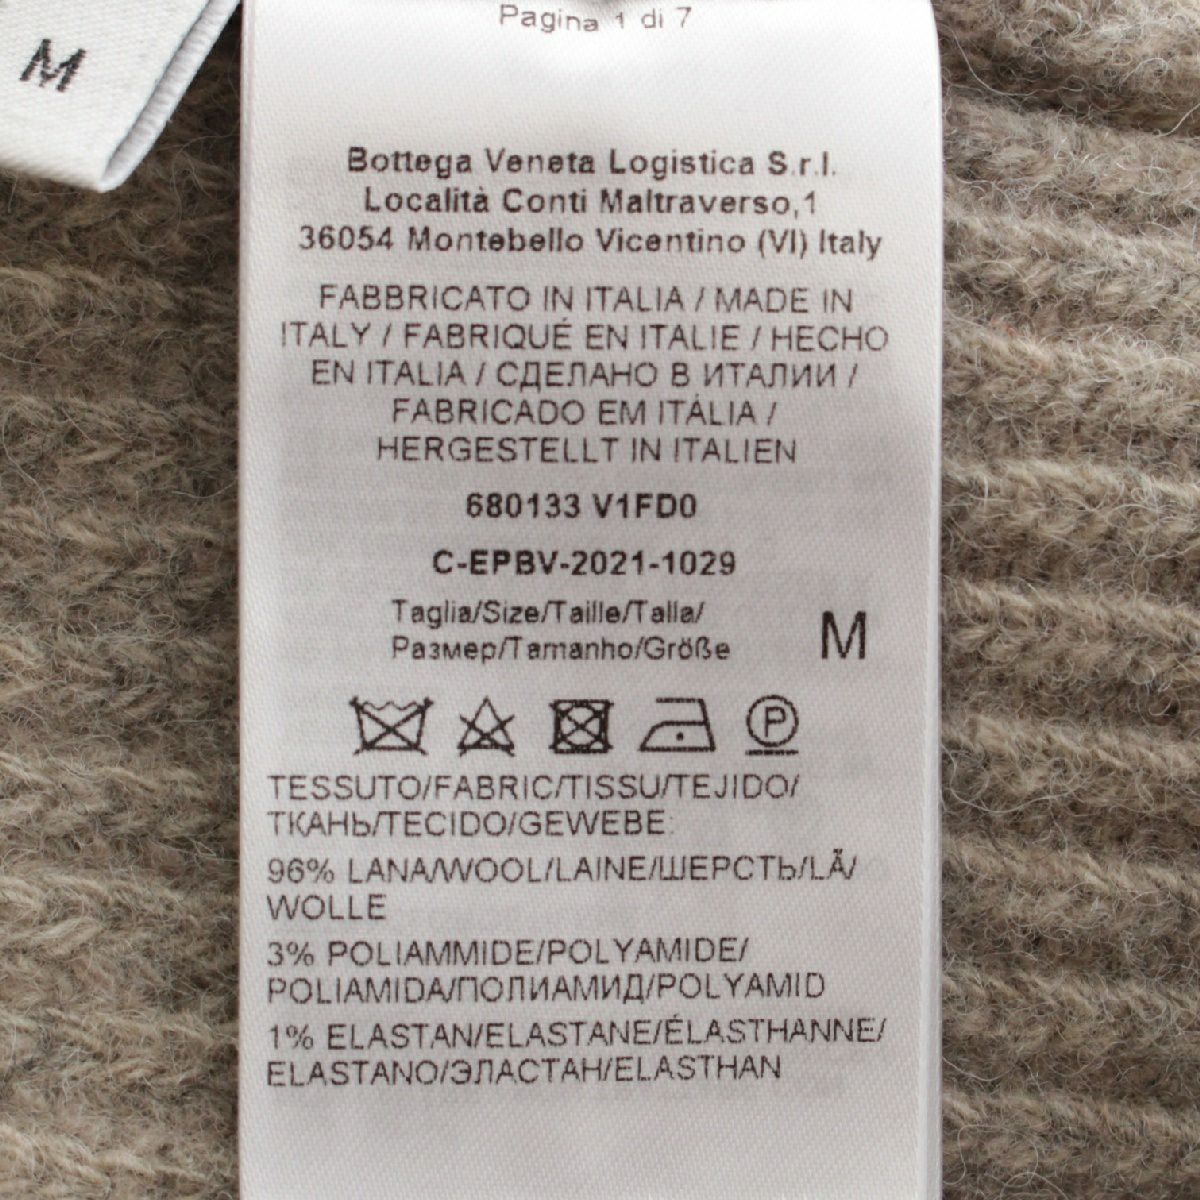 M
Pagina 1 di 7
Bottega Veneta Logistica S.r.l.
Località Conti Maltraverso,1
36054 Montebello Vicentino (VI) Italy
FABBRICATO IN ITALIA / MADE IN
ITALY / FABRIQUÉ EN ITALIE / HECHO
EN ITALIA / СДЕЛАНО В ИТАЛИИ /
FABRICADO EM ITÁLIA /
HERGESTELLT IN ITALIEN
680133 V1FD0
C-EPBV-2021-1029
Taglia/Size/Taille/Talla/
Размер/Tamanho/Größe
M
P
TESSUTO/FABRIC/TISSU/TEJIDO/
ТКАНЬ/TECIDO/GEWEBE:
96% LANA/WOOL/LAINE/ШЕРСТЬ/LÃ/
WOLLE
3% POLIAMMIDE/POLYAMIDE/
POLIAMIDA/ПОЛИАМИД/POLYAMID
1% ELASTAN/ELASTANE/ÉLASTHANNE/
ELASTANO/ЭЛАСТАН/ELASTHAN